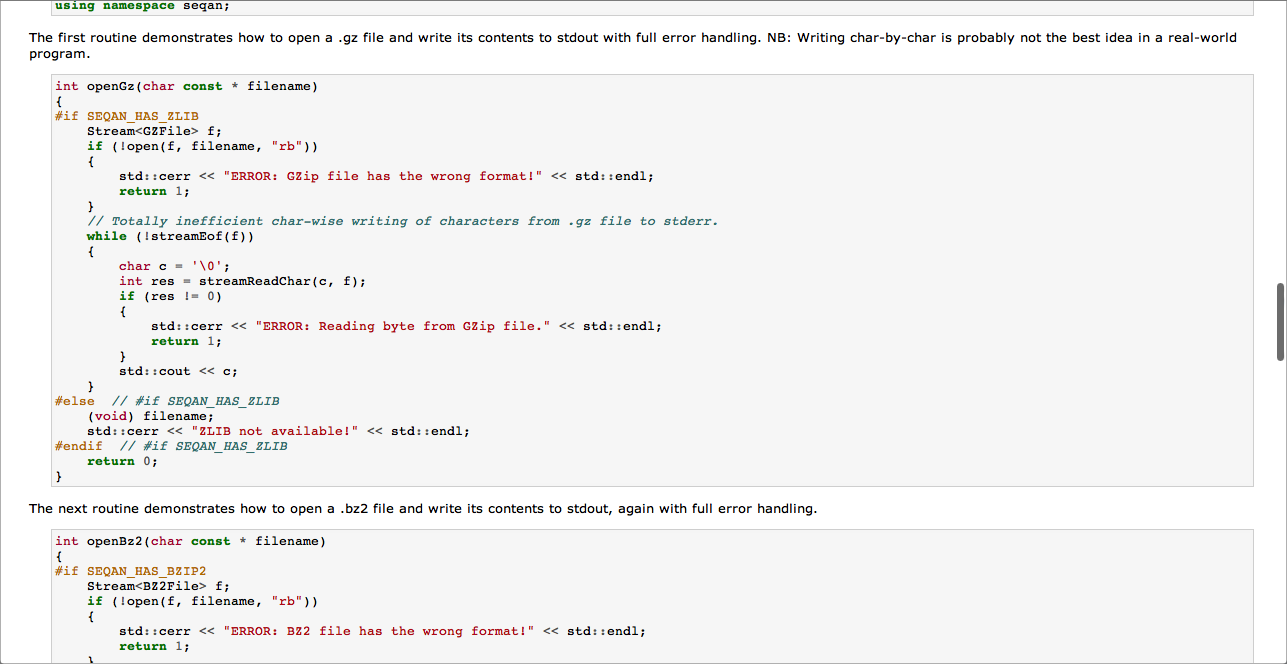 using namespace seqan;
The first routine demonstrates how to open a .gz file and write its contents to stdout with full error handling. NB: Writing char-by-char is probably not the best idea in a real-world
program.
int openGz(char const * filename)
{
#if SEQAN_HAS_ZLIB
    Stream<GZFile> f;
    if (!open(f, filename, "rb"))
    {
        std::cerr << "ERROR: GZip file has the wrong format!" << std::endl;
        return 1;
    }
    // Totally inefficient char-wise writing of characters from .gz file to stderr.
    while (!streamEof(f))
    {
        char c = '\0';
        int res = streamReadChar(c, f);
        if (res != 0)
        {
            std::cerr << "ERROR: Reading byte from GZip file." << std::endl;
            return 1;
        }
        std::cout << c;
    }
#else  // #if SEQAN_HAS_ZLIB
    (void) filename;
    std::cerr << "ZLIB not available!" << std::endl;
#endif  // #if SEQAN_HAS_ZLIB
    return 0;
}
The next routine demonstrates how to open a .bz2 file and write its contents to stdout, again with full error handling.
int openBz2(char const * filename)
{
#if SEQAN_HAS_BZIP2
    Stream<BZ2File> f;
    if (!open(f, filename, "rb"))
    {
        std::cerr << "ERROR: BZ2 file has the wrong format!" << std::endl;
        return 1;
    }